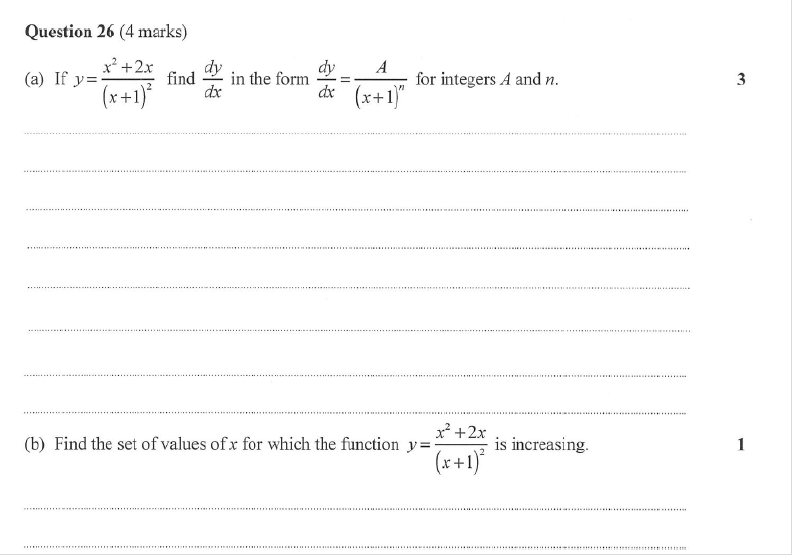 Question 26 (4 marks)
(a) If y = \frac{x^2+2x}{(x+1)^2} find \frac{dy}{dx} in the form \frac{dy}{dx} = \frac{A}{(x+1)^n} for integers A and n. 3
(b) Find the set of values of x for which the function y = \frac{x^2+2x}{(x+1)^2} is increasing. 1